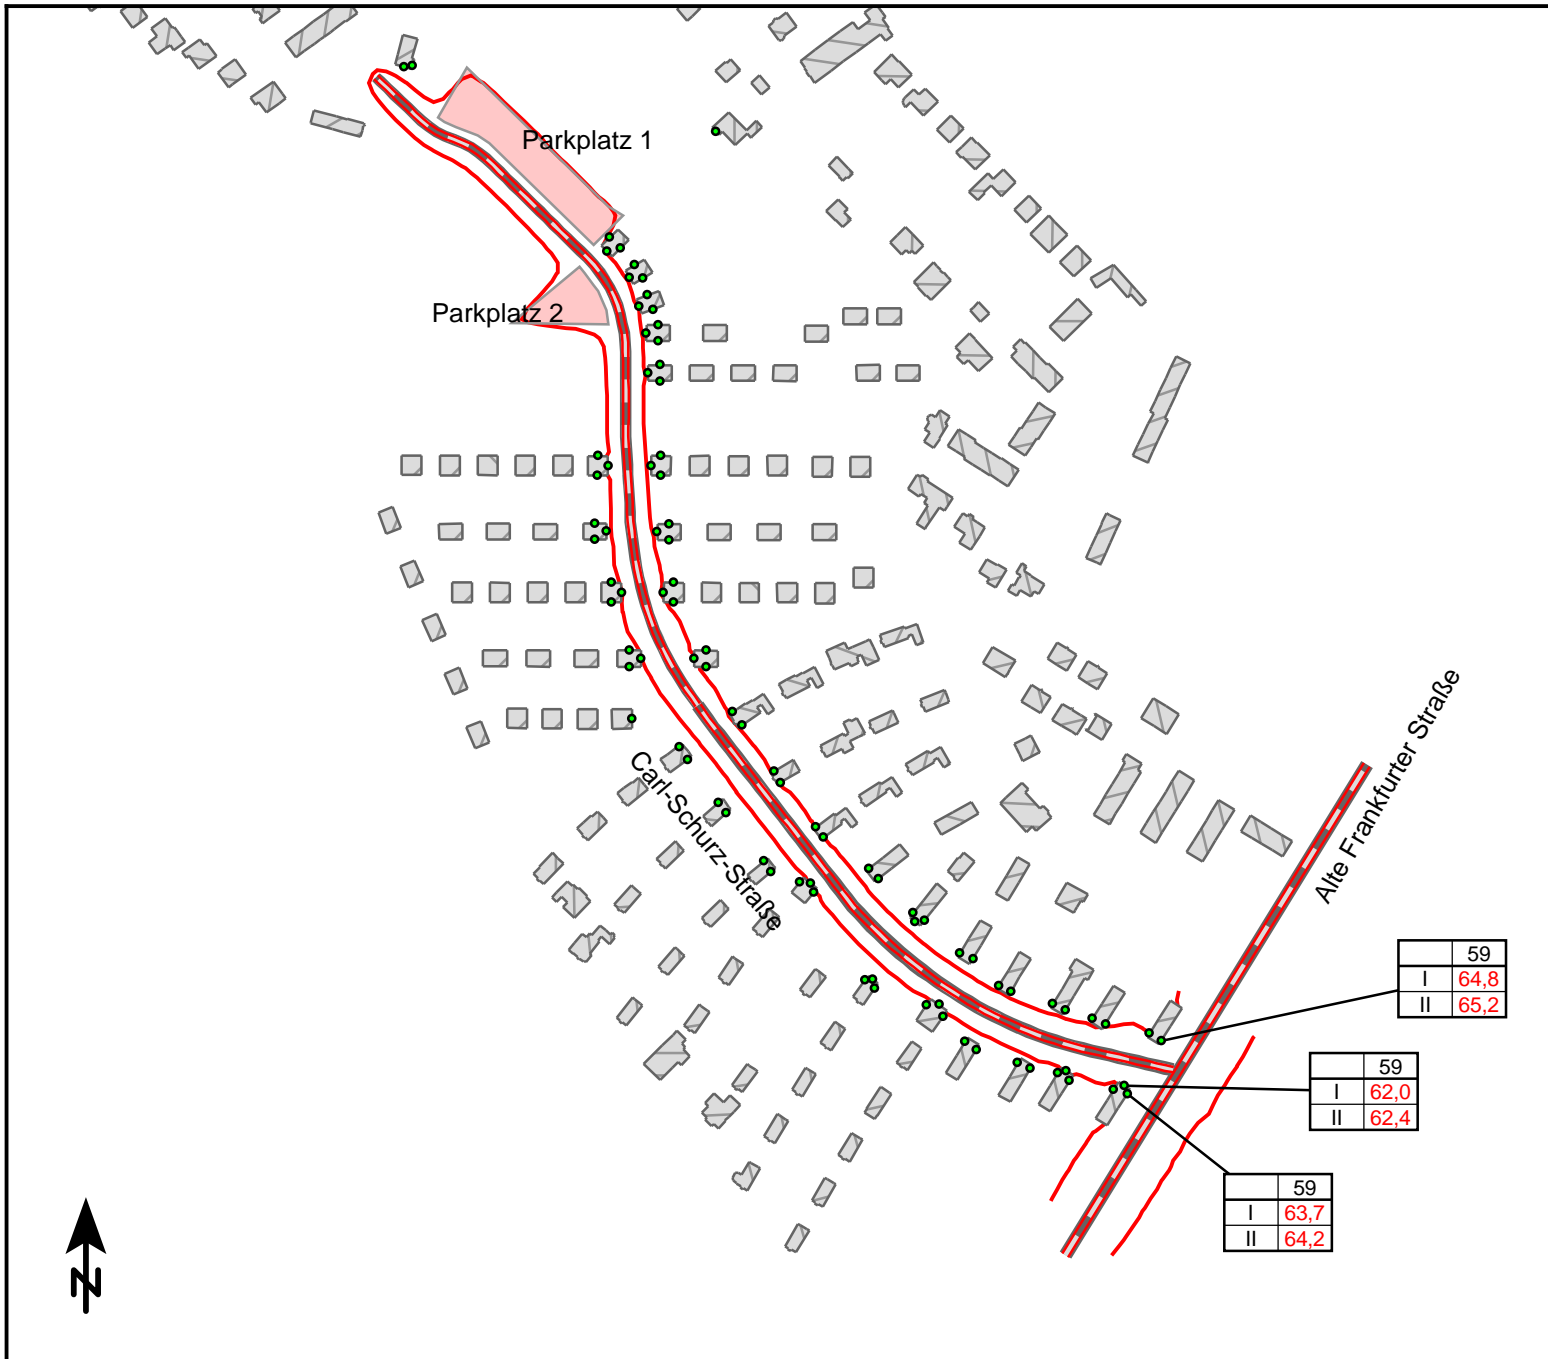 Parkplatz 1
Parkplatz 2
Carl-Schurz-Straße
Alte Frankfurter Straße
59
I 64,8
II 65,2
59
I 62,0
II 62,4
59
I 63,7
II 64,2
N